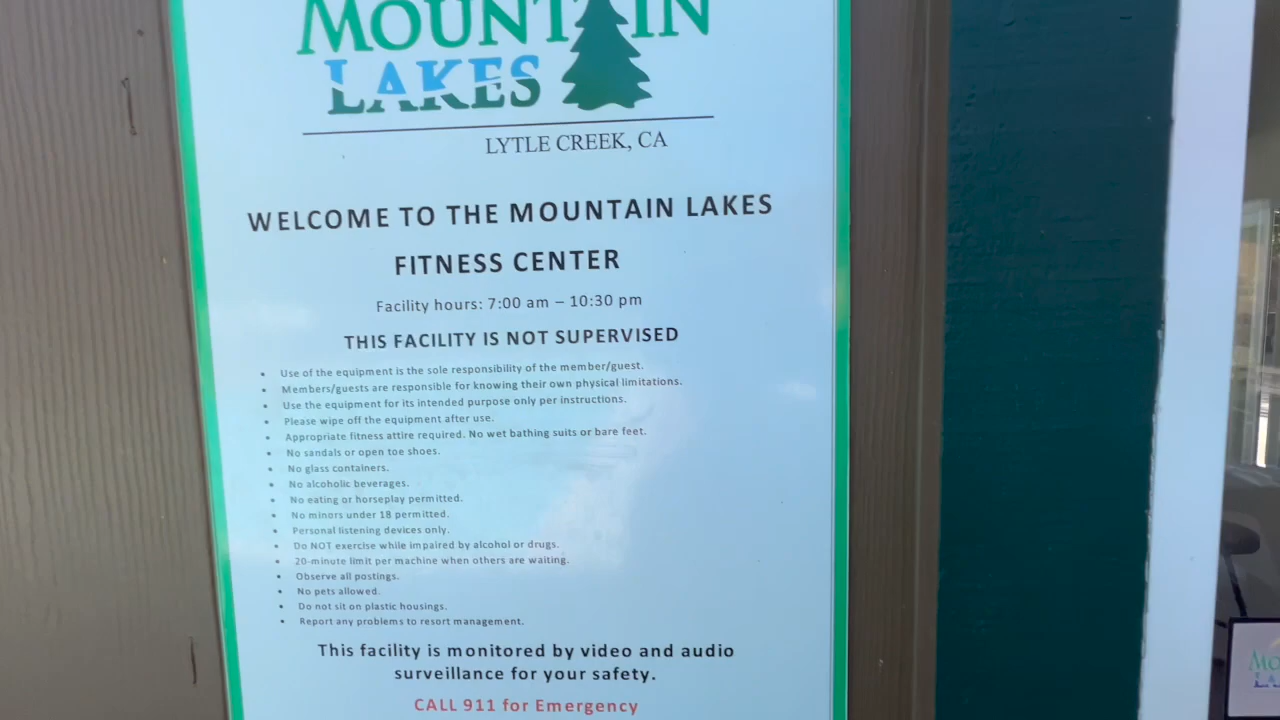 MOUNTAIN
LAKES
LYTLE CREEK, CA
WELCOME TO THE MOUNTAIN LAKES
FITNESS CENTER
Facility hours: 7:00 am – 10:30 pm
THIS FACILITY IS NOT SUPERVISED
• Use of the equipment is the sole responsibility of the member/guest.
• Members/guests are responsible for knowing their own physical limitations.
• Use the equipment for its intended purpose only per instructions.
• Please wipe off the equipment after use.
• Appropriate fitness attire required. No wet bathing suits or bare feet.
• No sandals or open toe shoes.
• No glass containers.
• No alcoholic beverages.
• No eating or horseplay permitted.
• No minors under 18 permitted.
• Personal listening devices only.
• Do NOT exercise while impaired by alcohol or drugs.
• 20-minute limit per machine when others are waiting.
• Observe all postings.
• No pets allowed.
• Do not sit on plastic housings.
• Report any problems to resort management.
This facility is monitored by video and audio
surveillance for your safety.
CALL 911 for Emergency